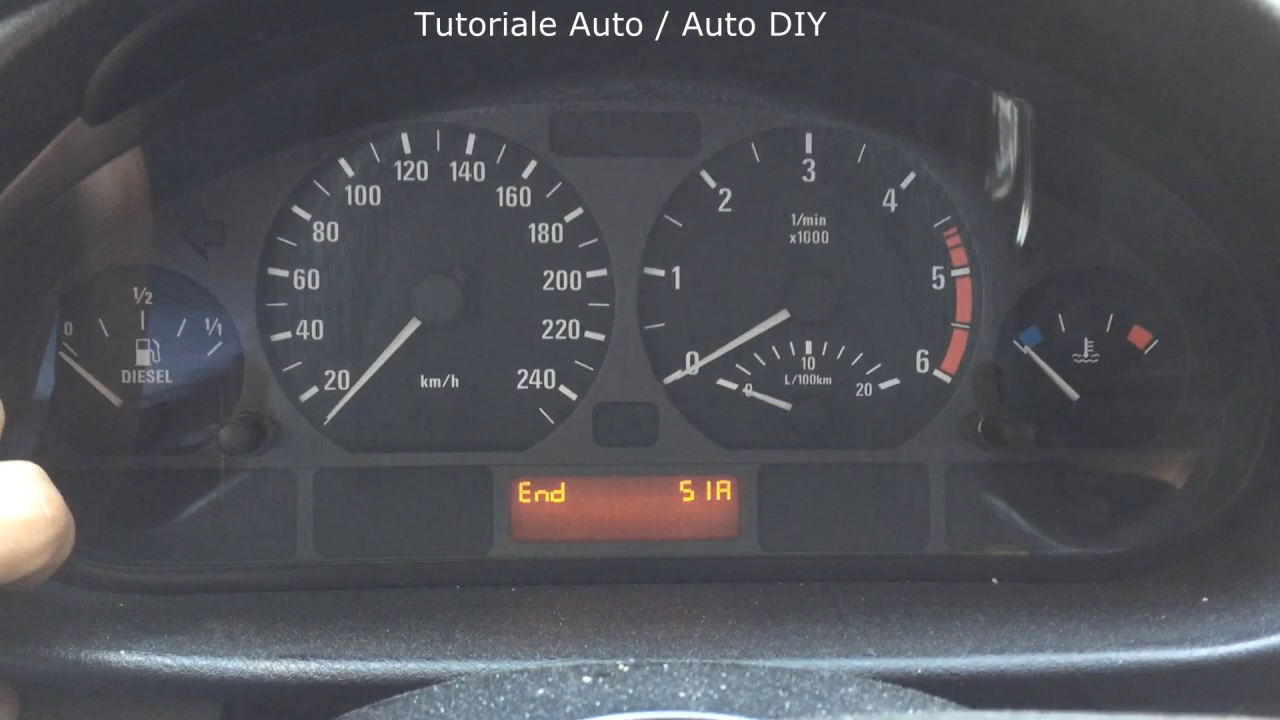 Tutoriale Auto / Auto DIY
0 1/2 1/1
DIESEL
20 40 60 80 100 120 140 160 180 200 220 240
km/h
0 1 2 3 4 5 6
1/min
x1000
0 10 20
L/100km
End SIA